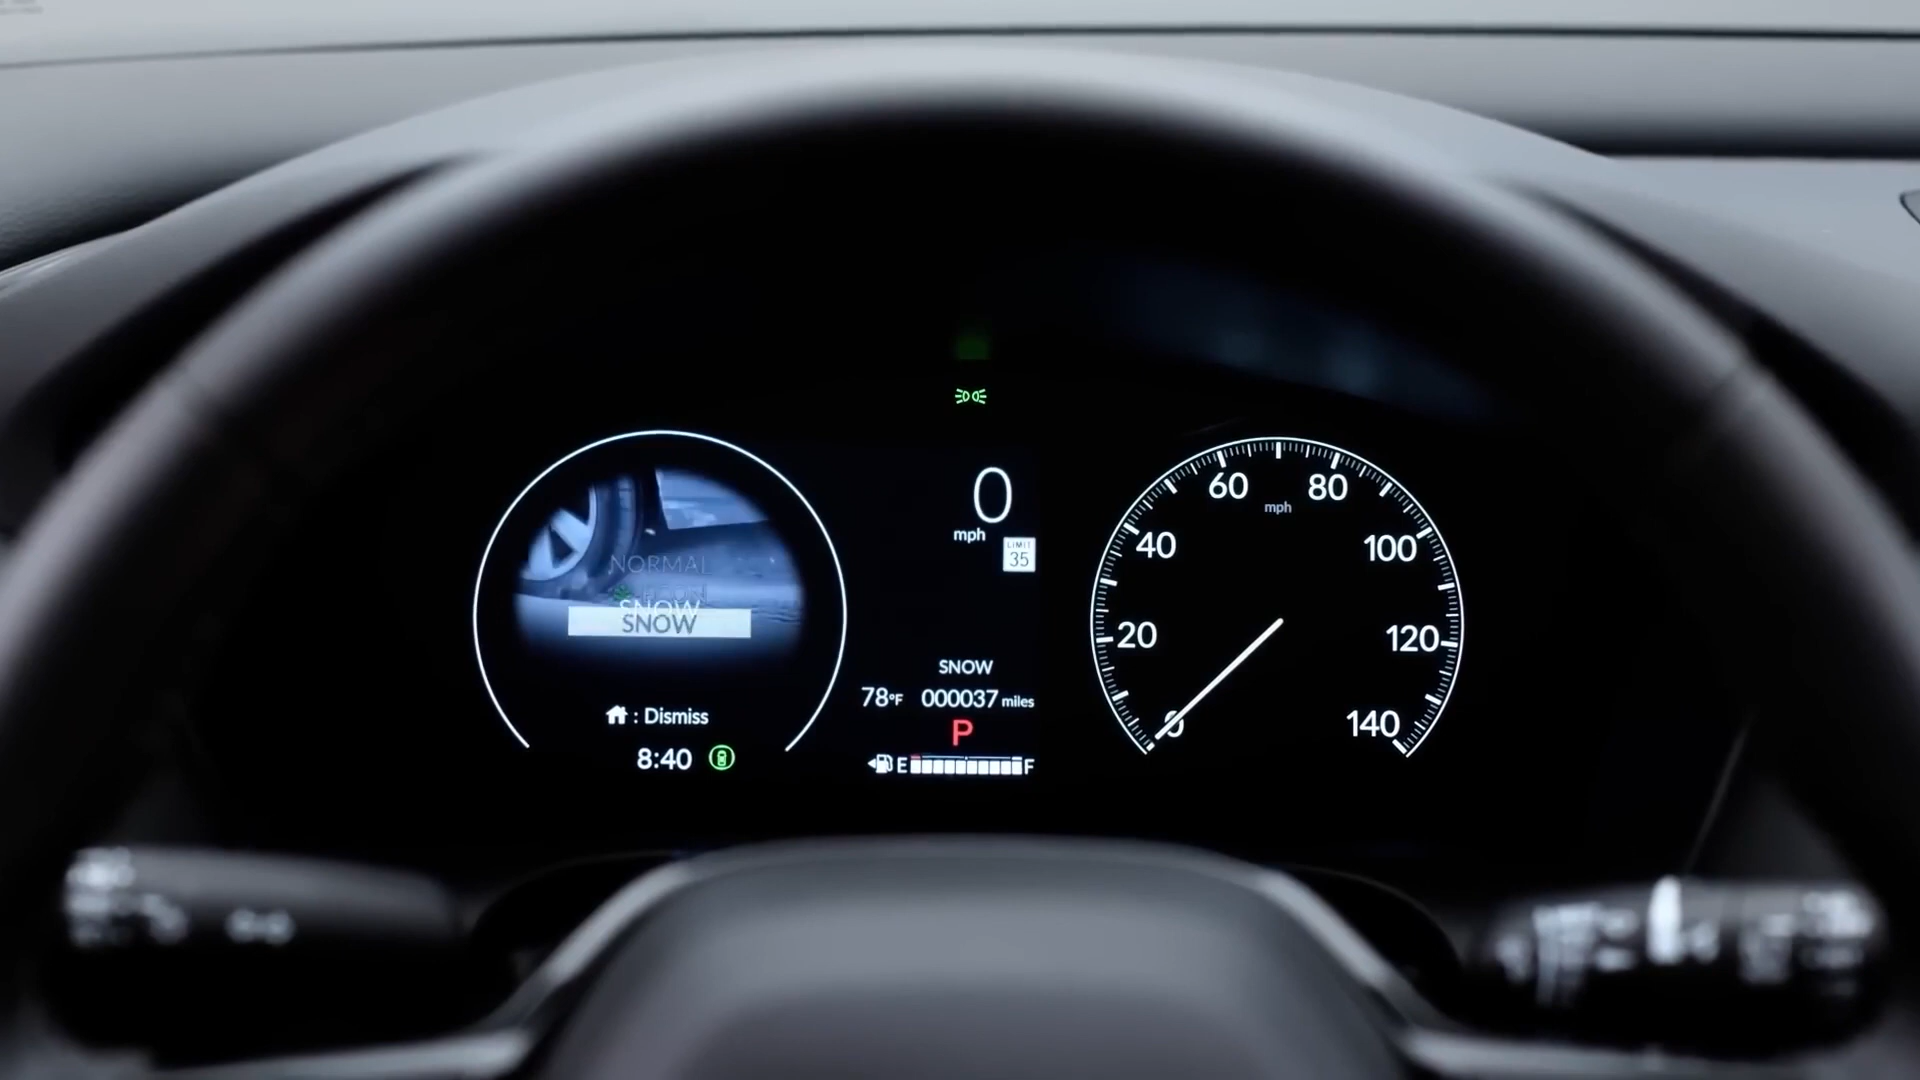 NORMAL
ECON
SNOW
SNOW
: Dismiss
8:40
0
mph
LIMIT
35
SNOW
78°F 000037 miles
P
E F
0
20
40
60
mph
80
100
120
140